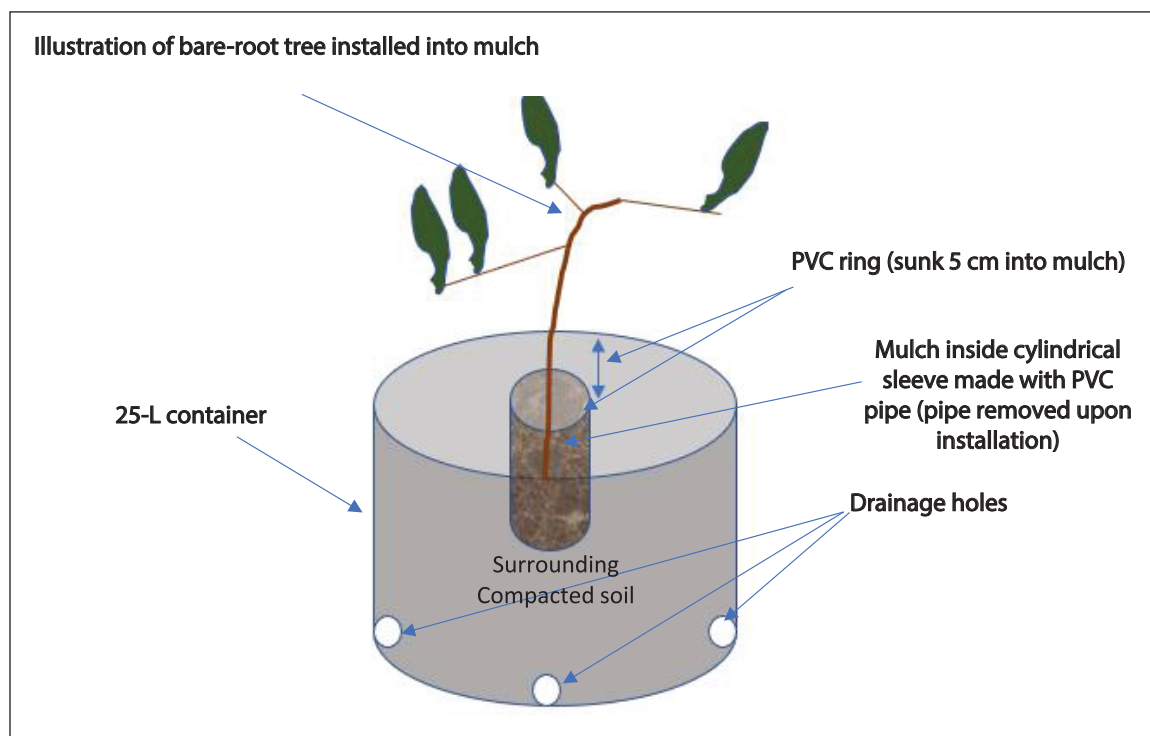 Illustration of bare-root tree installed into mulch
PVC ring (sunk 5 cm into mulch)
Mulch inside cylindrical
sleeve made with PVC
pipe (pipe removed upon
installation)
25-L container
Drainage holes
Surrounding
Compacted soil